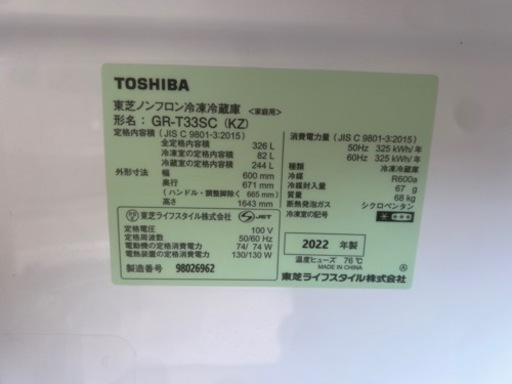 TOSHIBA
東芝ノンフロン冷凍冷蔵庫 <家庭用>
形名: GR-T33SC (KZ)
定格内容積 (JIS C 9801-3:2015)
全定格内容積 326 L
冷凍室の定格内容積 82 L
冷蔵室の定格内容積 244 L
外形寸法 幅 600 mm
奥行 671 mm
(ハンドル・調整脚除く 665) mm
高さ 1643 mm
東芝ライフスタイル株式会社 JET
定格電圧 100 V
定格周波数 50/60 Hz
電動機の定格消費電力 74/ 74 W
電熱装置の定格消費電力 130/130 W
製造番号 98026962
消費電力量 (JIS C 9801-3:2015)
50Hz 325 kWh/年
60Hz 325 kWh/年
種類 冷凍冷蔵庫
冷媒 R600a
冷媒封入量 67 g
質量 68 kg
断熱発泡ガス シクロペンタン
冷凍室の記号
2022 年製
温度ヒューズ 76℃
MADE IN CHINA
東芝ライフスタイル株式会社